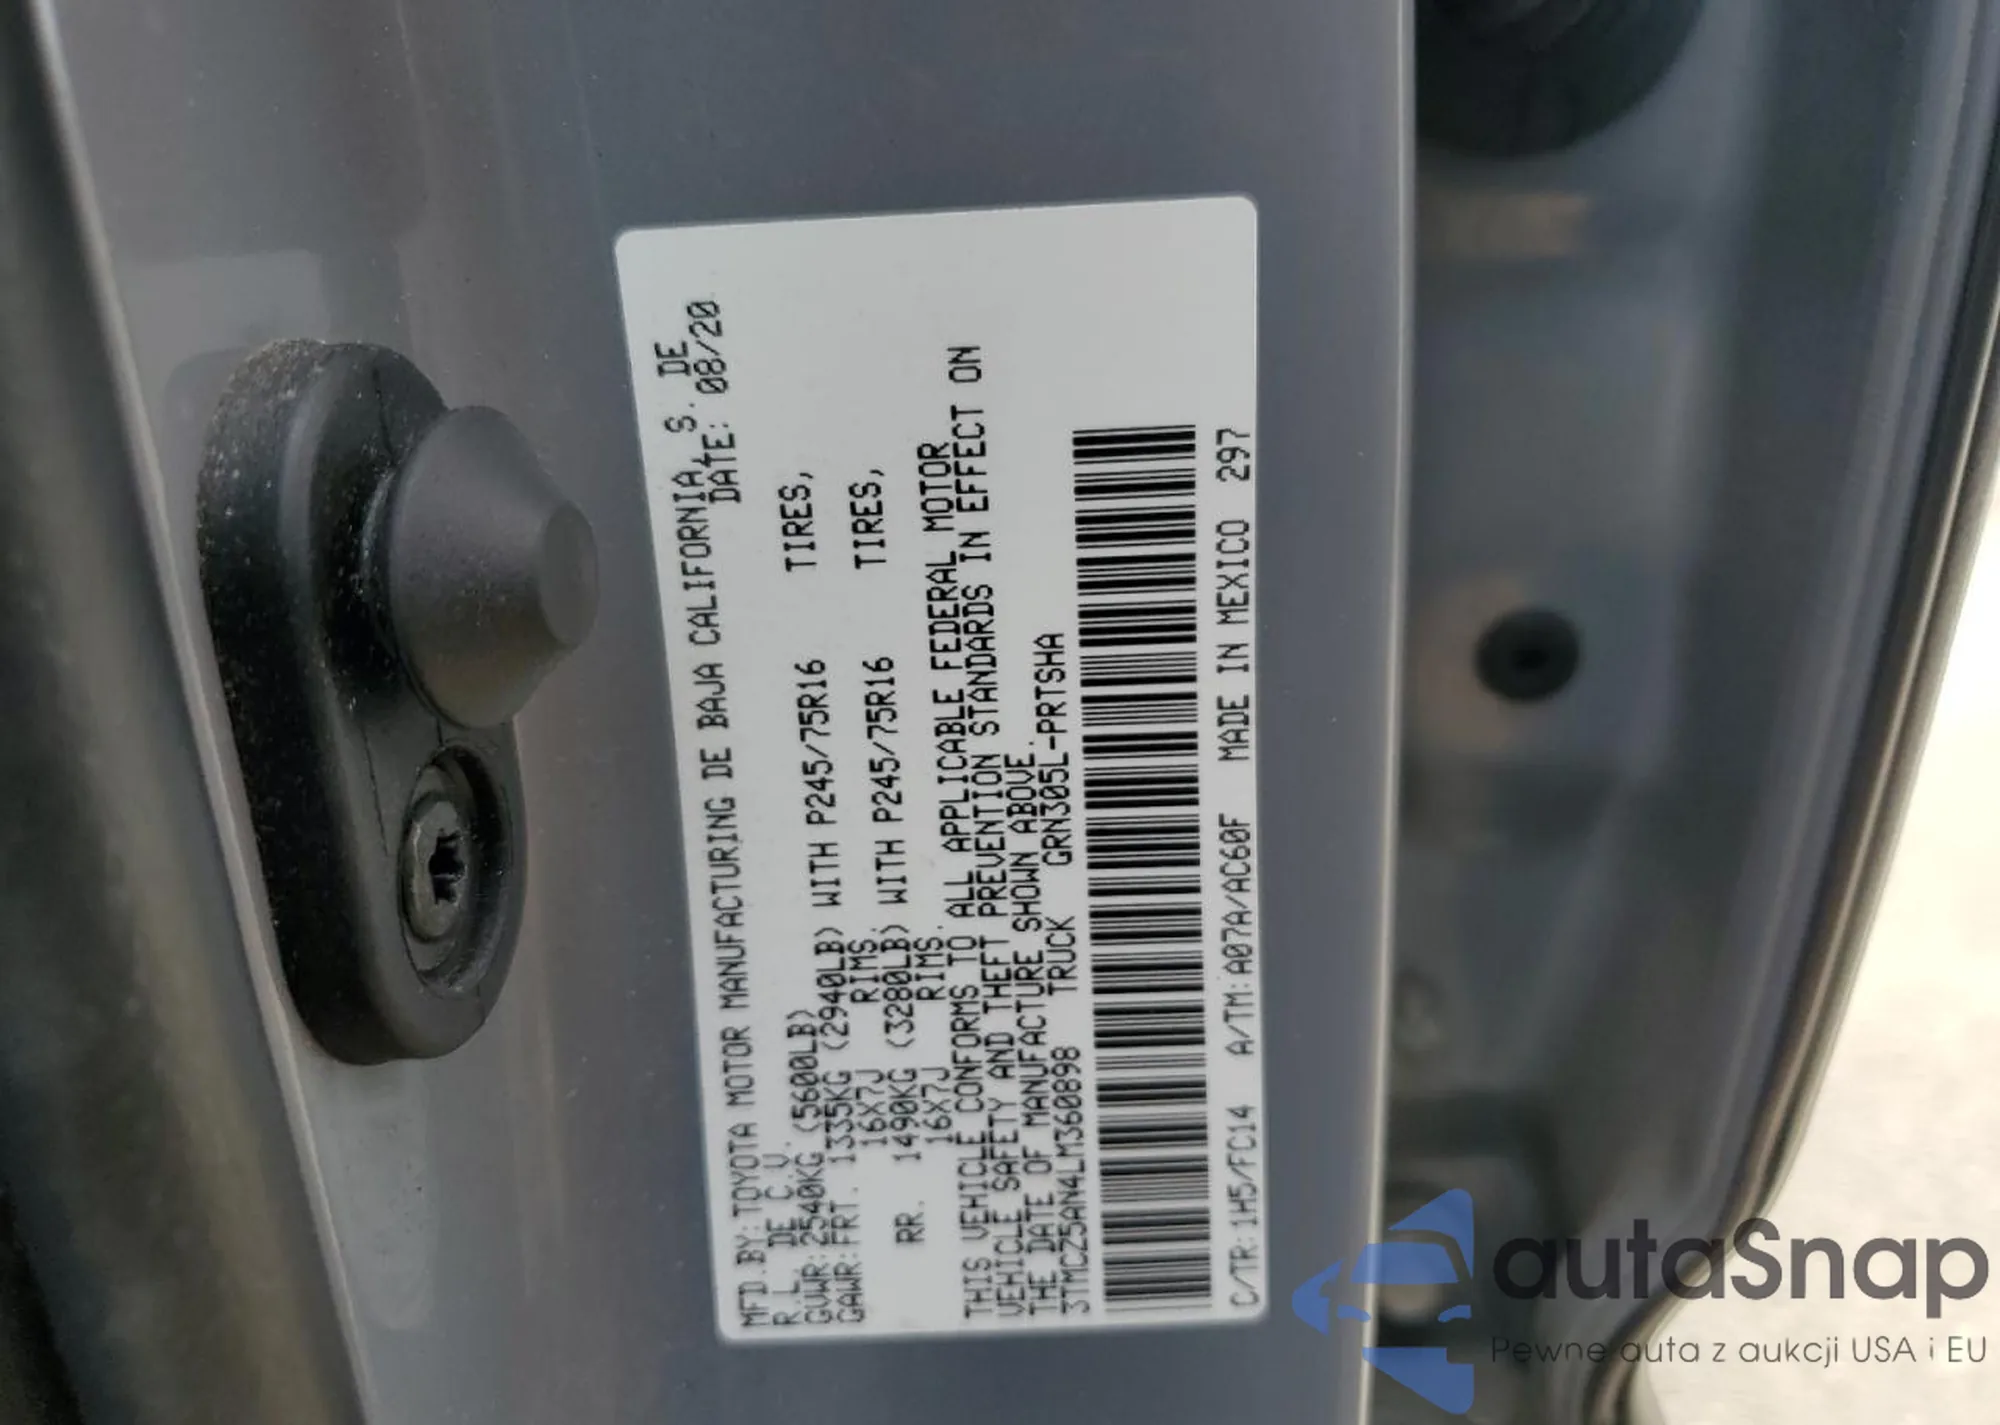 MFD.BY:TOYOTA MOTOR MANUFACTURING DE BAJA CALIFORNIA, S. DE
R.L. DE C.V. DATE: 08/20
GVWR:2540KG (5600LB)
GAWR:FRT. 1335KG (2940LB) WITH P245/75R16 TIRES,
16X7J RIMS.
RR. 1490KG (3280LB) WITH P245/75R16 TIRES,
16X7J RIMS.
THIS VEHICLE CONFORMS TO ALL APPLICABLE FEDERAL MOTOR
VEHICLE SAFETY AND THEFT PREVENTION STANDARDS IN EFFECT ON
THE DATE OF MANUFACTURE SHOWN ABOVE.
3TMCZ5AN4LM360898 TRUCK GRN305L-PRTSHA
C/TR:1H5/FC14 A/TM:A07A/AC60F MADE IN MEXICO 297
autaSnap
Pewne auta z aukcji USA i EU